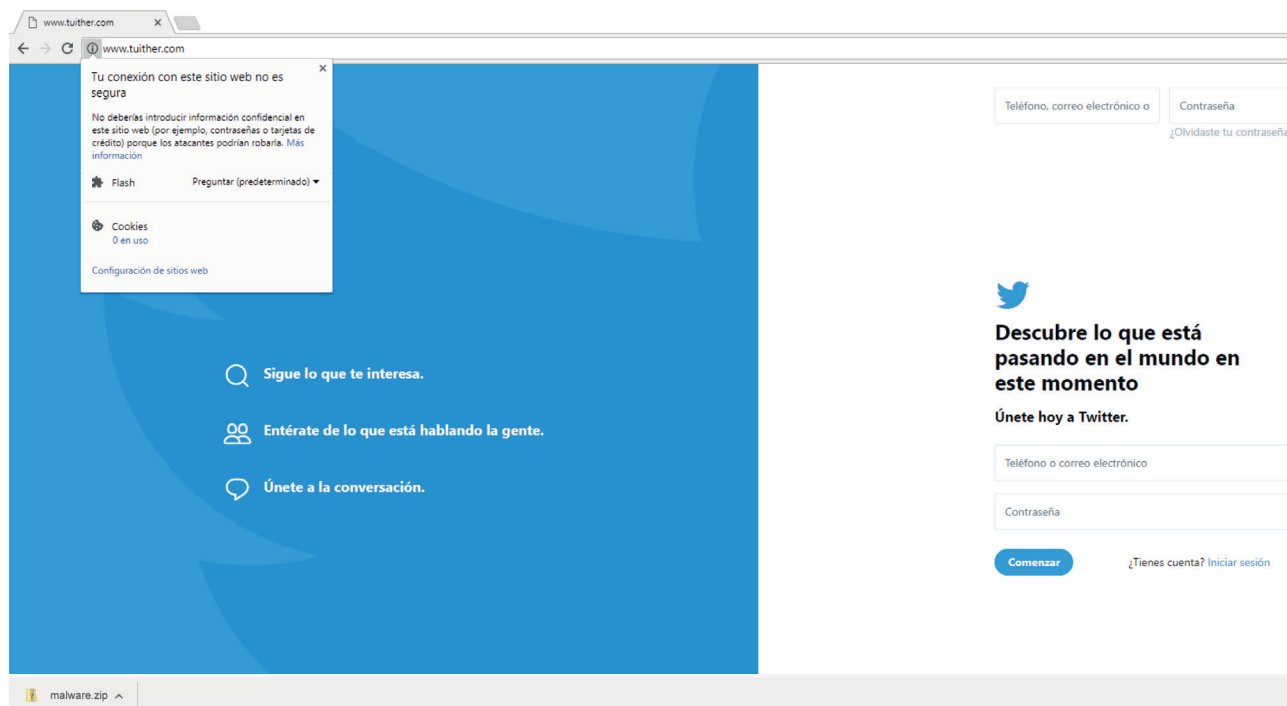 www.tuither.com
www.tuither.com
Tu conexión con este sitio web no es
segura
No deberías introducir información confidencial en
este sitio web (por ejemplo, contraseñas o tarjetas de
crédito) porque los atacantes podrían robarla. Más
información
Flash Preguntar (predeterminado)
Cookies
0 en uso
Configuración de sitios web
Teléfono, correo electrónico o Contraseña
¿Olvidaste tu contraseña
Sigue lo que te interesa.
Entérate de lo que está hablando la gente.
Únete a la conversación.
Descubre lo que está
pasando en el mundo en
este momento
Únete hoy a Twitter.
Teléfono o correo electrónico
Contraseña
Comenzar ¿Tienes cuenta? Iniciar sesión
malware.zip